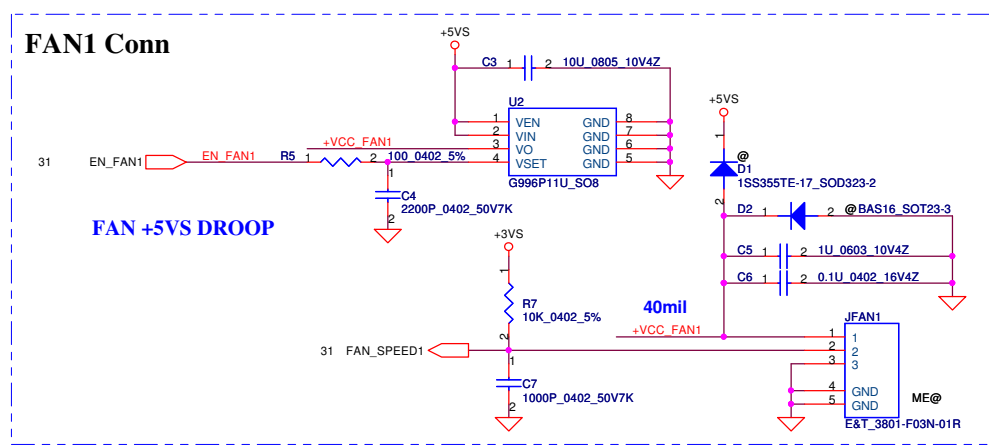 FAN1 Conn
+5VS
C3 1 2 10U_0805_10V4Z
U2
1 VEN GND 8
2 VIN GND 7
+VCC_FAN1 3 VO GND 6
4 VSET GND 5
G996P11U_SO8
31 EN_FAN1 EN_FAN1 R5 1 2 100_0402_5%
1
C4
2200P_0402_50V7K
2
FAN +5VS DROOP
+5VS
1
@
D1
1SS355TE-17_SOD323-2
2
D2 1 2 @BAS16_SOT23-3
C5 1 2 1U_0603_10V4Z
C6 1 2 0.1U_0402_16V4Z
+3VS
1
R7
10K_0402_5%
2
40mil
+VCC_FAN1
31 FAN_SPEED1
1
C7
1000P_0402_50V7K
2
JFAN1
1 1
2 2
3 3
4 GND
5 GND
ME@
E&T_3801-F03N-01R